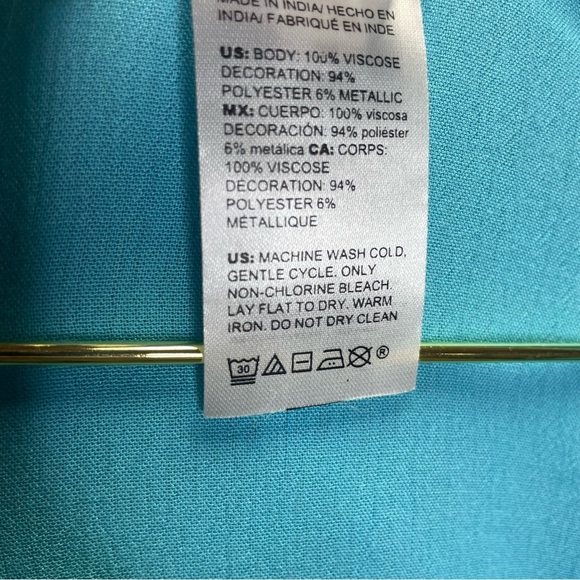 MADE IN INDIA/ HECHO EN
INDIA/ FABRIQUÉ EN INDE
US: BODY: 100% VISCOSE
DECORATION: 94%
POLYESTER 6% METALLIC
MX: CUERPO: 100% viscosa
DECORACIÓN: 94% poliéster
6% metálica CA: CORPS:
100% VISCOSE
DÉCORATION: 94%
POLYESTER 6%
MÉTALLIQUE
US: MACHINE WASH COLD,
GENTLE CYCLE. ONLY
NON-CHLORINE BLEACH.
LAY FLAT TO DRY. WARM
IRON. DO NOT DRY CLEAN
30 ®